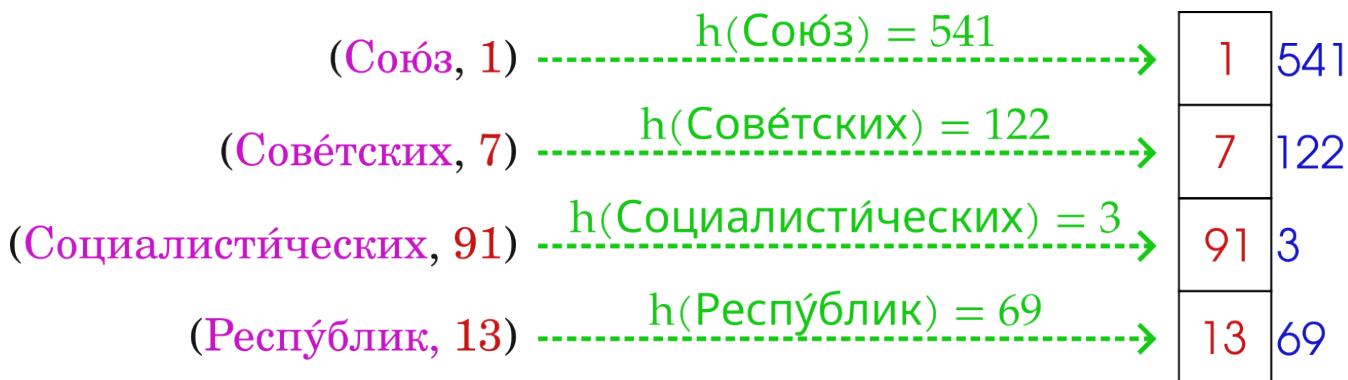 (Сою́з, 1) h(Сою́з) = 541 1 541
(Сове́тских, 7) h(Сове́тских) = 122 7 122
(Социалисти́ческих, 91) h(Социалисти́ческих) = 3 91 3
(Респу́блик, 13) h(Респу́блик) = 69 13 69